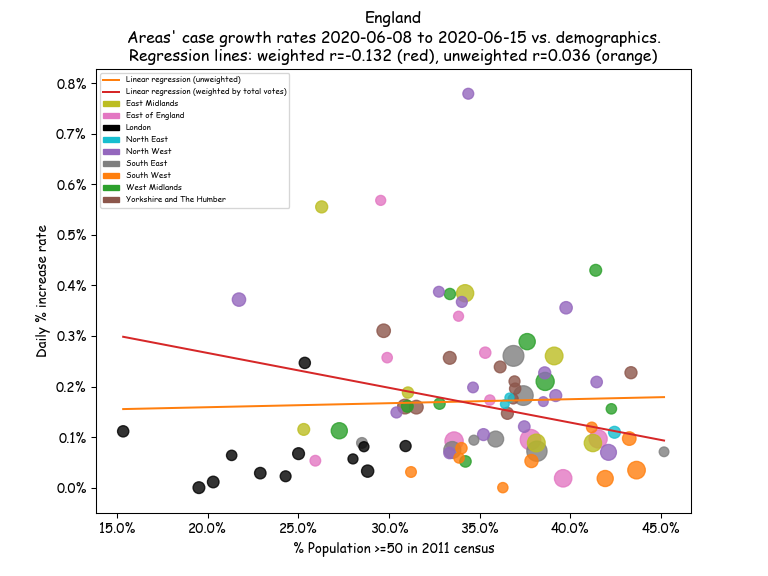 England
Areas' case growth rates 2020-06-08 to 2020-06-15 vs. demographics.
Regression lines: weighted r=-0.132 (red), unweighted r=0.036 (orange)
Linear regression (unweighted)
Linear regression (weighted by total votes)
East Midlands
East of England
London
North East
North West
South East
South West
West Midlands
Yorkshire and The Humber
Daily % increase rate
0.8%
0.7%
0.6%
0.5%
0.4%
0.3%
0.2%
0.1%
0.0%
15.0% 20.0% 25.0% 30.0% 35.0% 40.0% 45.0%
% Population >=50 in 2011 census